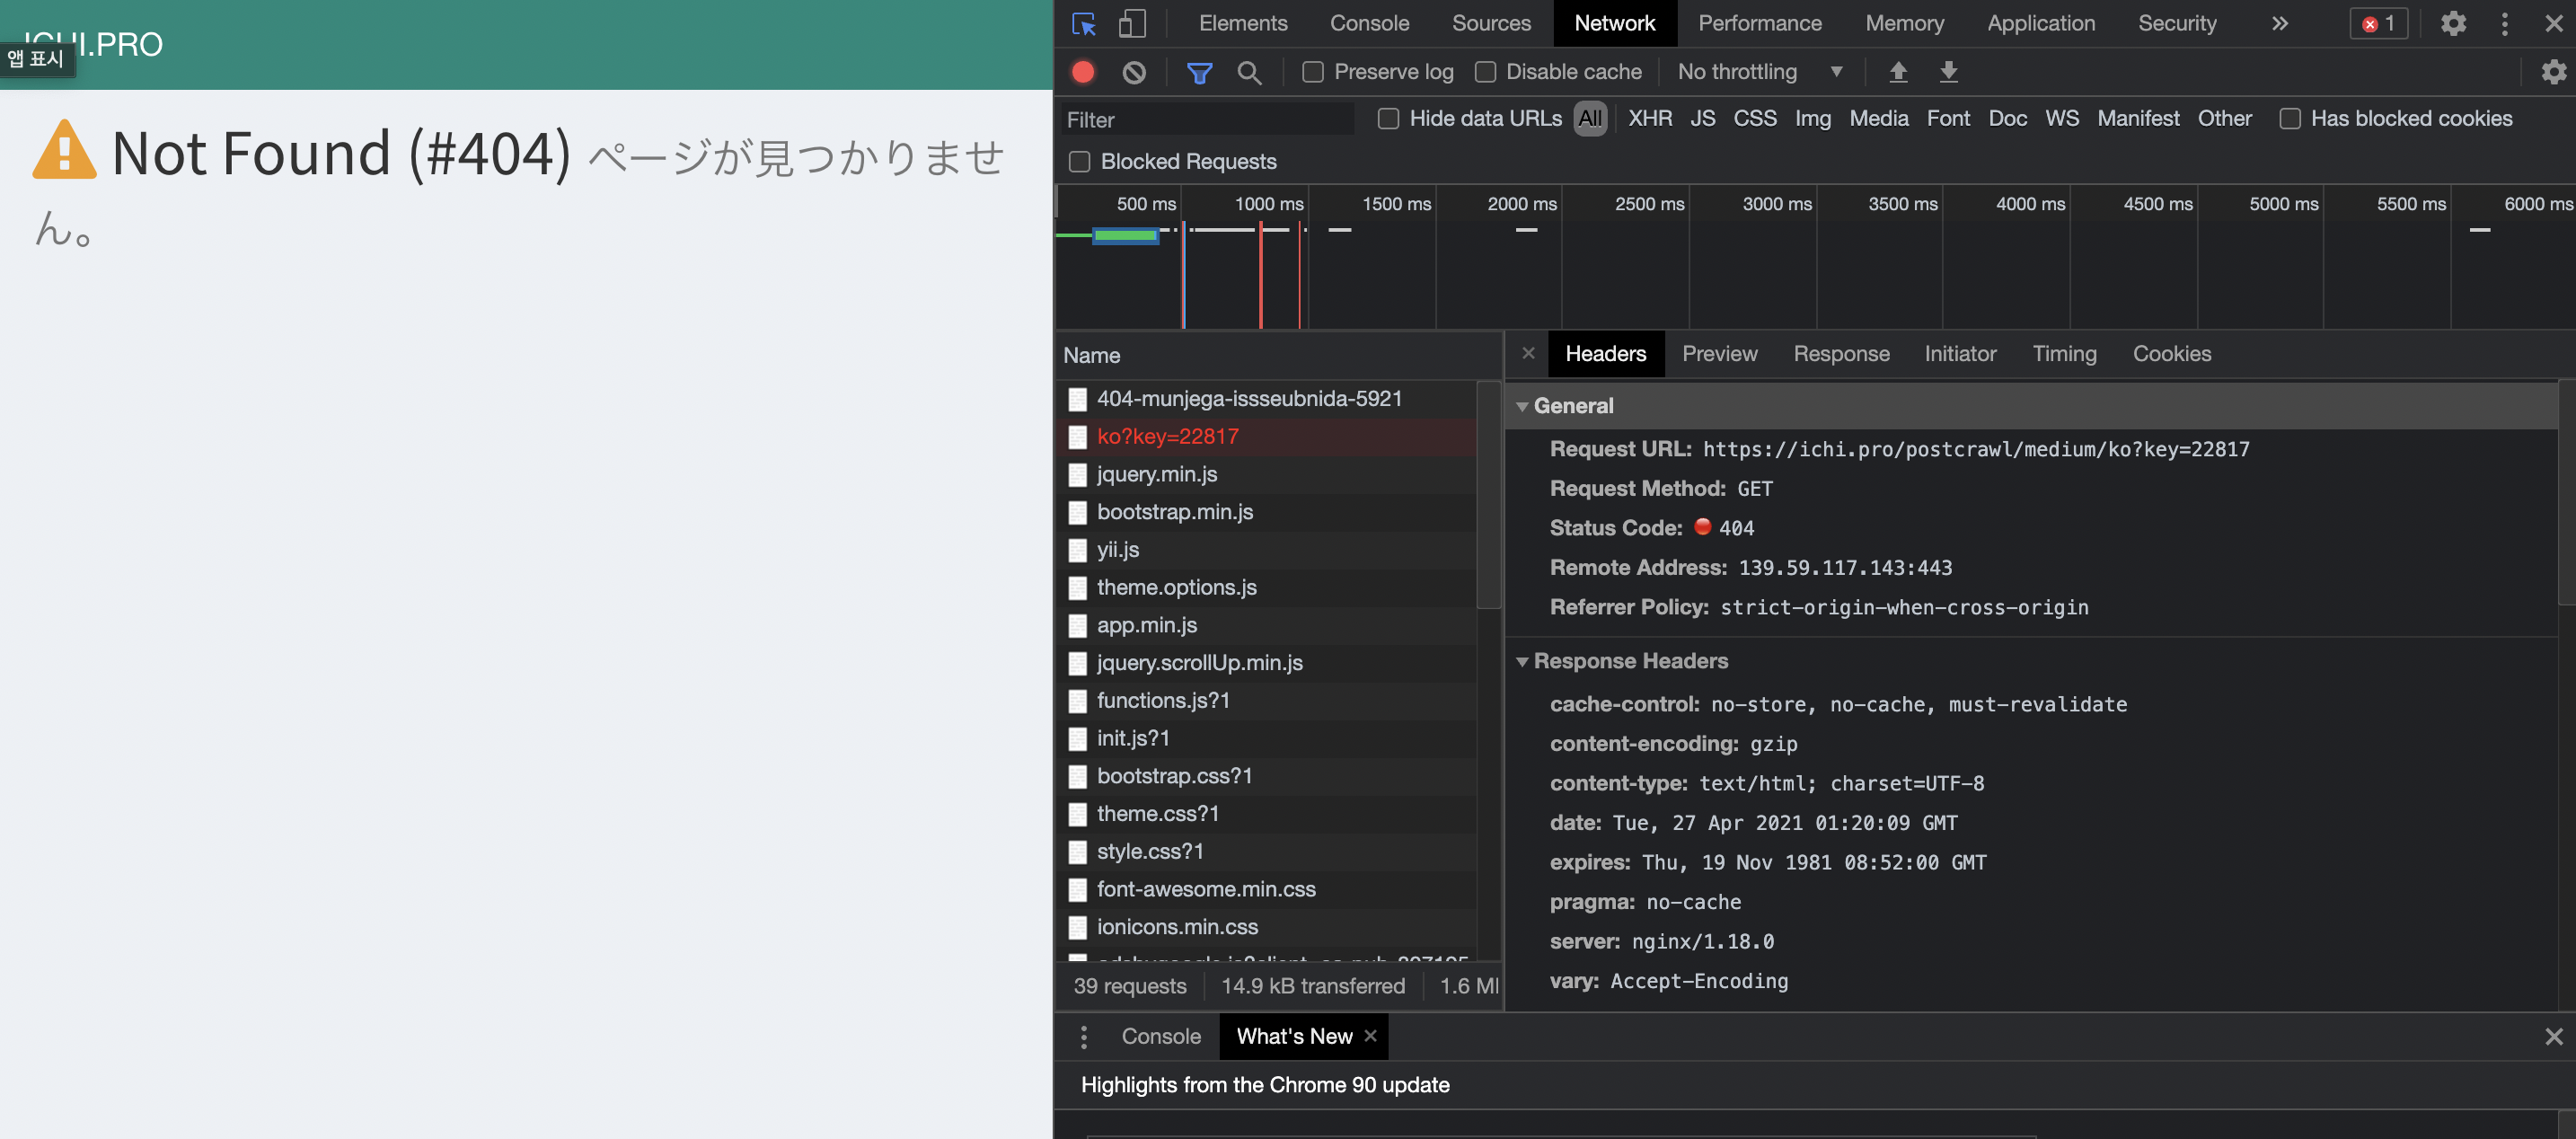 ICHI.PRO
앱 표시
Not Found (#404) ページが見つかりませ
ん。
Elements Console Sources Network Performance Memory Application Security » 1
Preserve log Disable cache No throttling
Filter Hide data URLs All XHR JS CSS Img Media Font Doc WS Manifest Other Has blocked cookies
Blocked Requests
500 ms 1000 ms 1500 ms 2000 ms 2500 ms 3000 ms 3500 ms 4000 ms 4500 ms 5000 ms 5500 ms 6000 ms
Name
404-munjega-issseubnida-5921
ko?key=22817
jquery.min.js
bootstrap.min.js
yii.js
theme.options.js
app.min.js
jquery.scrollUp.min.js
functions.js?1
init.js?1
bootstrap.css?1
theme.css?1
style.css?1
font-awesome.min.css
ionicons.min.css
39 requests 14.9 kB transferred 1.6 M
Headers Preview Response Initiator Timing Cookies
General
Request URL: https://ichi.pro/postcrawl/medium/ko?key=22817
Request Method: GET
Status Code: 404
Remote Address: 139.59.117.143:443
Referrer Policy: strict-origin-when-cross-origin
Response Headers
cache-control: no-store, no-cache, must-revalidate
content-encoding: gzip
content-type: text/html; charset=UTF-8
date: Tue, 27 Apr 2021 01:20:09 GMT
expires: Thu, 19 Nov 1981 08:52:00 GMT
pragma: no-cache
server: nginx/1.18.0
vary: Accept-Encoding
Console What's New
Highlights from the Chrome 90 update